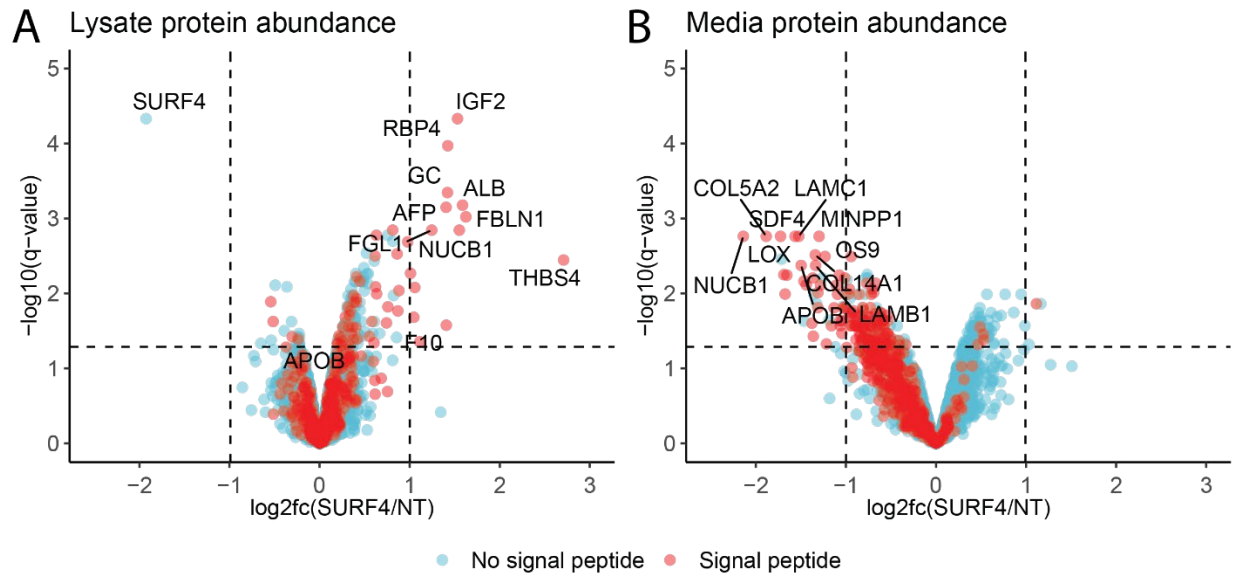 A Lysate protein abundance
5
4
3
2
1
0
−log10(q−value)
SURF4
IGF2
RBP4
GC
ALB
AFP
FBLN1
FGL1
NUCB1
THBS4
F10
APOB
−2 −1 0 1 2 3
log2fc(SURF4/NT)
B Media protein abundance
5
4
3
2
1
0
−log10(q−value)
COL5A2 LAMC1
SDF4 MINPP1
LOX OS9
NUCB1 COL14A1
APOB LAMB1
−2 −1 0 1 2 3
log2fc(SURF4/NT)
No signal peptide Signal peptide